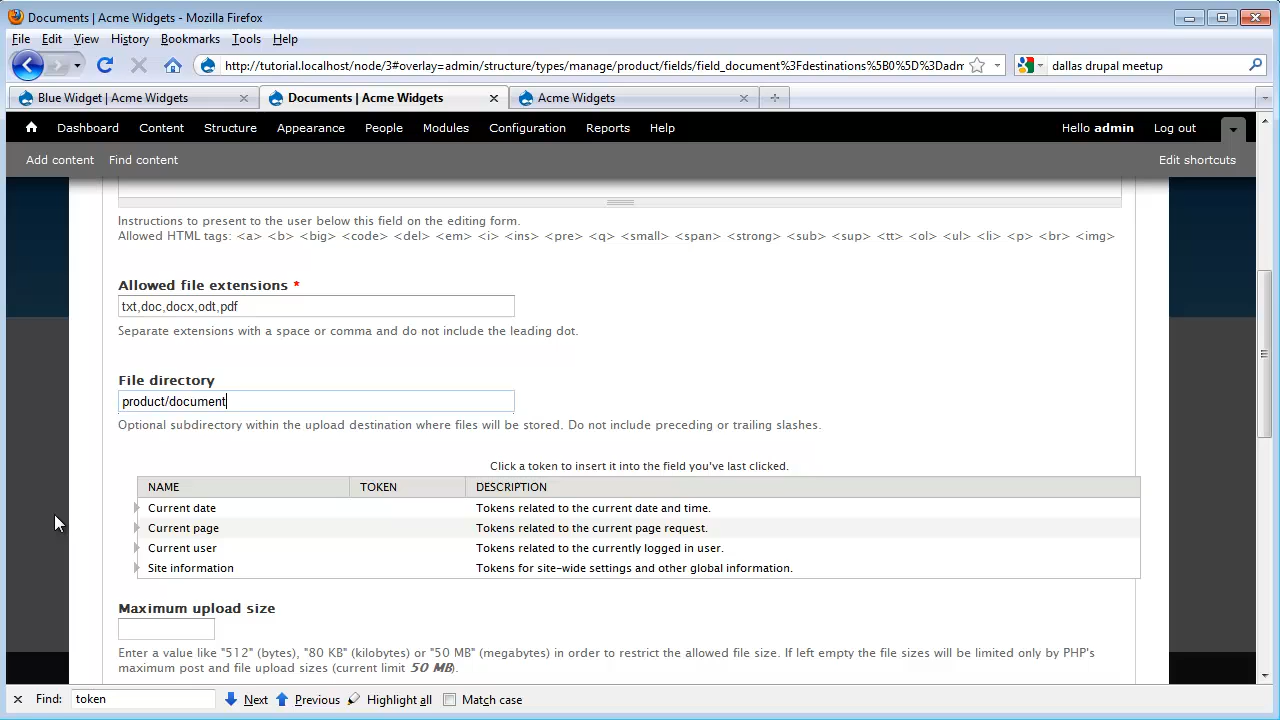 Documents | Acme Widgets - Mozilla Firefox
File Edit View History Bookmarks Tools Help
http://tutorial.localhost/node/3#overlay=admin/structure/types/manage/product/fields/field_document%3Fdestinations%5B0%5D%3Dadm
dallas drupal meetup
Blue Widget | Acme Widgets
Documents | Acme Widgets
Acme Widgets
Dashboard Content Structure Appearance People Modules Configuration Reports Help
Hello admin Log out
Add content Find content
Edit shortcuts
Instructions to present to the user below this field on the editing form.
Allowed HTML tags: <a> <b> <big> <code> <del> <em> <i> <ins> <pre> <q> <small> <span> <strong> <sub> <sup> <tt> <ol> <ul> <li> <p> <br> <img>
Allowed file extensions *
txt,doc,docx,odt,pdf
Separate extensions with a space or comma and do not include the leading dot.
File directory
product/document
Optional subdirectory within the upload destination where files will be stored. Do not include preceding or trailing slashes.
Click a token to insert it into the field you've last clicked.
NAME TOKEN DESCRIPTION
Current date Tokens related to the current date and time.
Current page Tokens related to the current page request.
Current user Tokens related to the currently logged in user.
Site information Tokens for site-wide settings and other global information.
Maximum upload size
Enter a value like "512" (bytes), "80 KB" (kilobytes) or "50 MB" (megabytes) in order to restrict the allowed file size. If left empty the file sizes will be limited only by PHP's
maximum post and file upload sizes (current limit 50 MB).
Find: token Next Previous Highlight all Match case